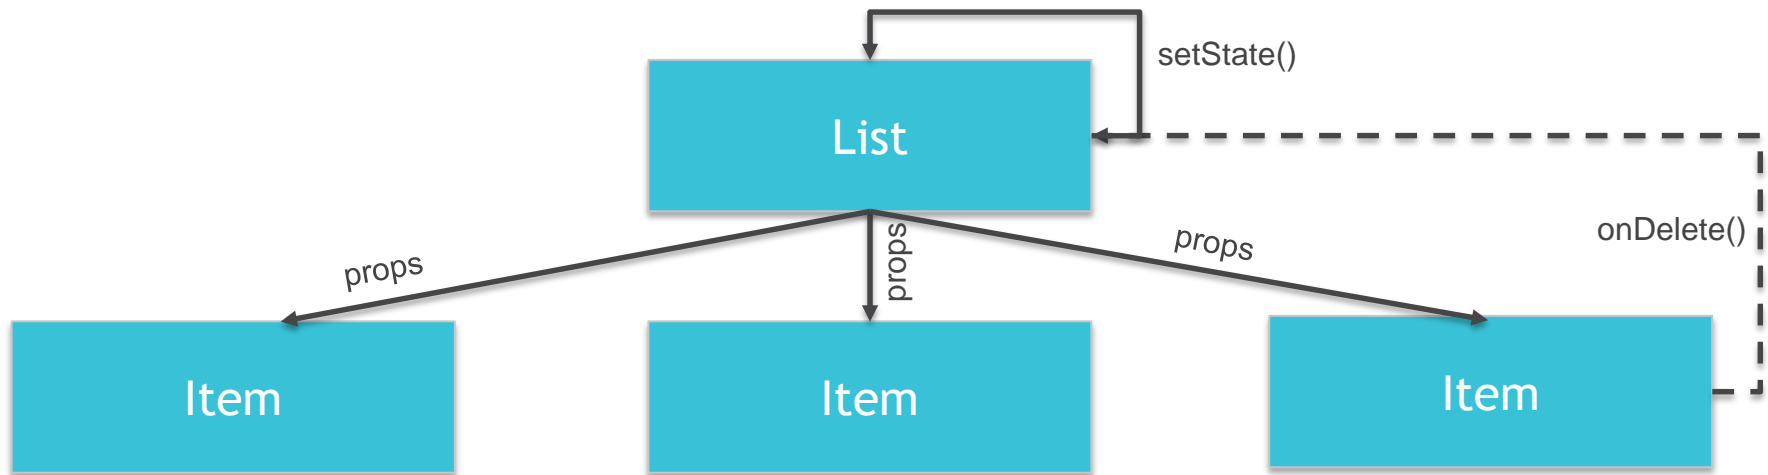 setState()
List
onDelete()
props
props
props
Item
Item
Item